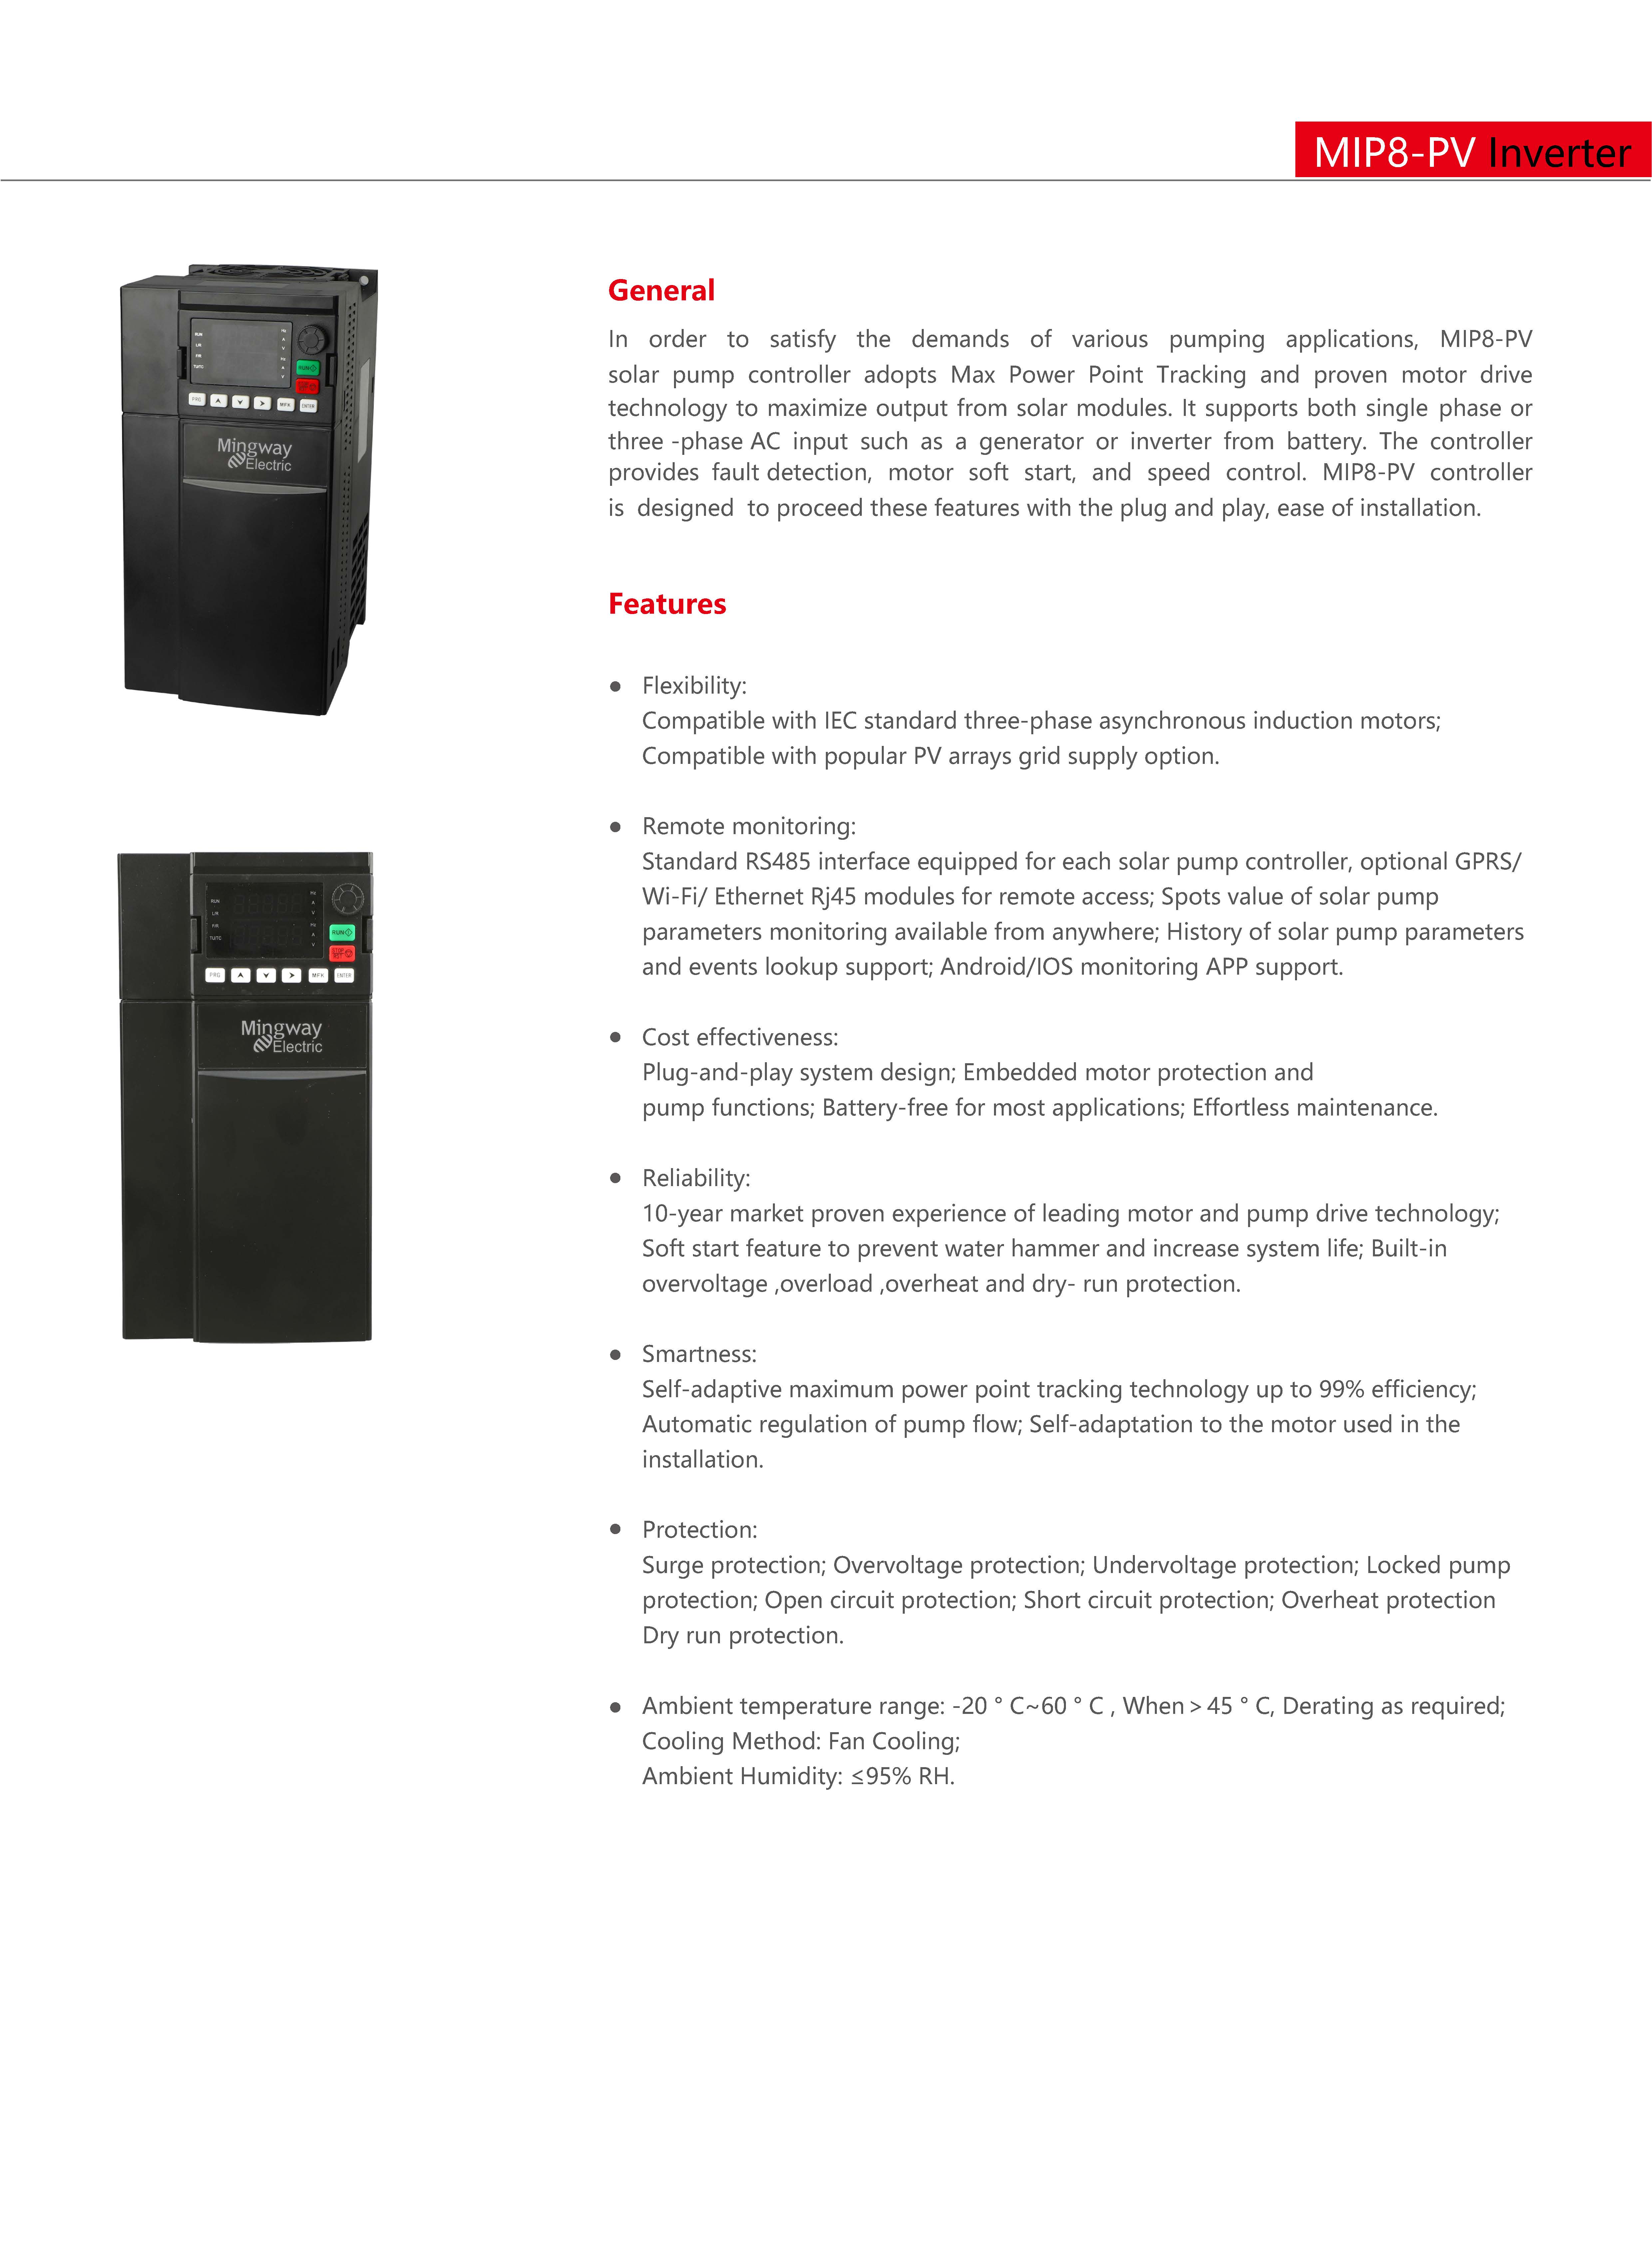 MIP8-PV Inverter
General
In order to satisfy the demands of various pumping applications, MIP8-PV
solar pump controller adopts Max Power Point Tracking and proven motor drive
technology to maximize output from solar modules. It supports both single phase or
three -phase AC input such as a generator or inverter from battery. The controller
provides fault detection, motor soft start, and speed control. MIP8-PV controller
is designed to proceed these features with the plug and play, ease of installation.
Features
● Flexibility:
Compatible with IEC standard three-phase asynchronous induction motors;
Compatible with popular PV arrays grid supply option.
● Remote monitoring:
Standard RS485 interface equipped for each solar pump controller, optional GPRS/
Wi-Fi/ Ethernet Rj45 modules for remote access; Spots value of solar pump
parameters monitoring available from anywhere; History of solar pump parameters
and events lookup support; Android/IOS monitoring APP support.
● Cost effectiveness:
Plug-and-play system design; Embedded motor protection and
pump functions; Battery-free for most applications; Effortless maintenance.
● Reliability:
10-year market proven experience of leading motor and pump drive technology;
Soft start feature to prevent water hammer and increase system life; Built-in
overvoltage ,overload ,overheat and dry- run protection.
● Smartness:
Self-adaptive maximum power point tracking technology up to 99% efficiency;
Automatic regulation of pump flow; Self-adaptation to the motor used in the
installation.
● Protection:
Surge protection; Overvoltage protection; Undervoltage protection; Locked pump
protection; Open circuit protection; Short circuit protection; Overheat protection
Dry run protection.
● Ambient temperature range: -20 ° C~60 ° C , When > 45 ° C, Derating as required;
Cooling Method: Fan Cooling;
Ambient Humidity: ≤95% RH.
RUN
L/R
F/R
TU/TC
RUN
PRG
MFK
ENTER
Mingway
Electric
RUN
L/R
F/R
TU/TC
RUN
PRG
MFK
ENTER
Mingway
Electric